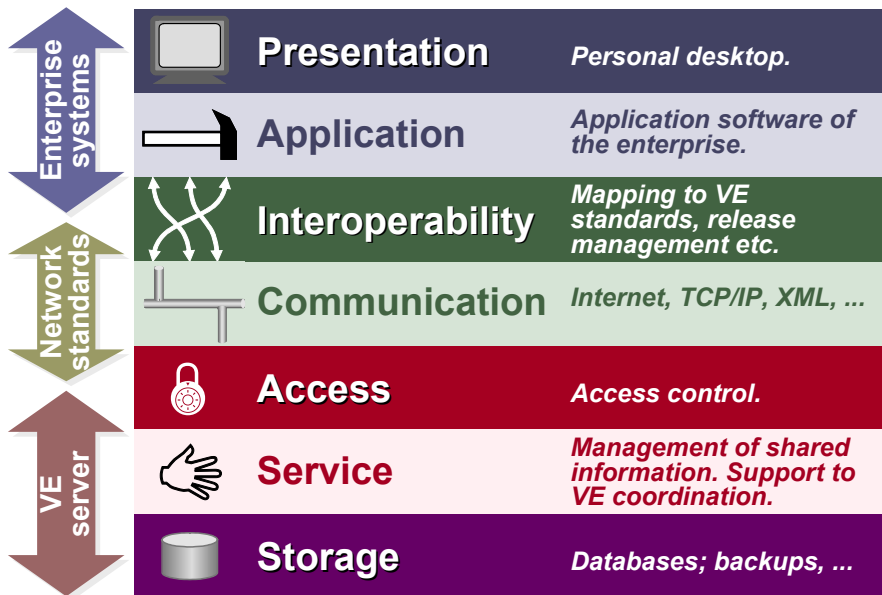 Enterprise
systems
Presentation
Personal desktop.
Application
Application software of
the enterprise.
Network
standards
Interoperability
Mapping to VE
standards, release
management etc.
Communication
Internet, TCP/IP, XML, ...
VE
server
Access
Access control.
Service
Management of shared
information. Support to
VE coordination.
Storage
Databases; backups, ...